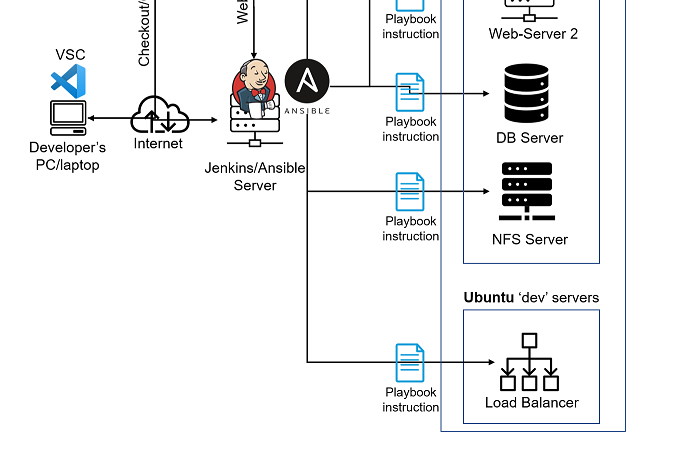 Playbook
instruction
Web-Server 2
Checkout/
We
VSC
ANSIBLE
Playbook
instruction
DB Server
Developer's
PC/laptop
Internet
Jenkins/Ansible
Server
Playbook
instruction
NFS Server
Ubuntu 'dev' servers
Playbook
instruction
Load Balancer